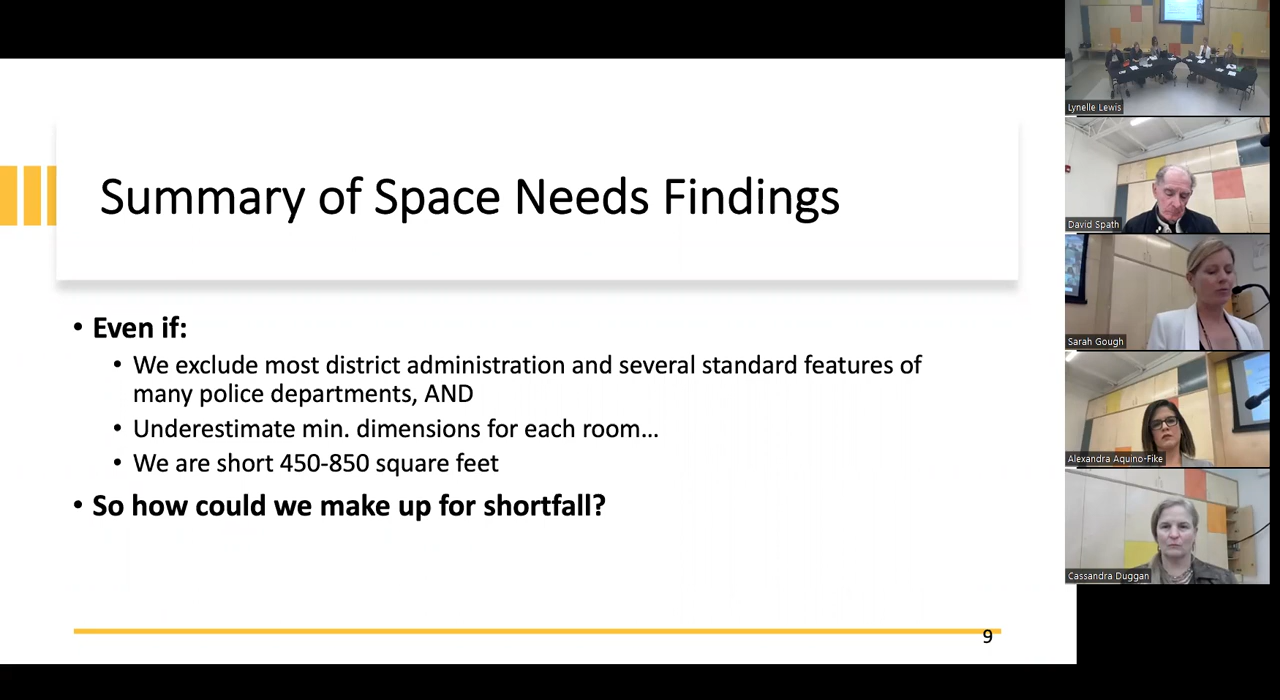 Summary of Space Needs Findings
• Even if:
• We exclude most district administration and several standard features of
many police departments, AND
• Underestimate min. dimensions for each room...
• We are short 450-850 square feet
• So how could we make up for shortfall?
9
Lynelle Lewis
David Spath
Sarah Gough
Alexandra Aquino-Fike
Cassandra Duggan